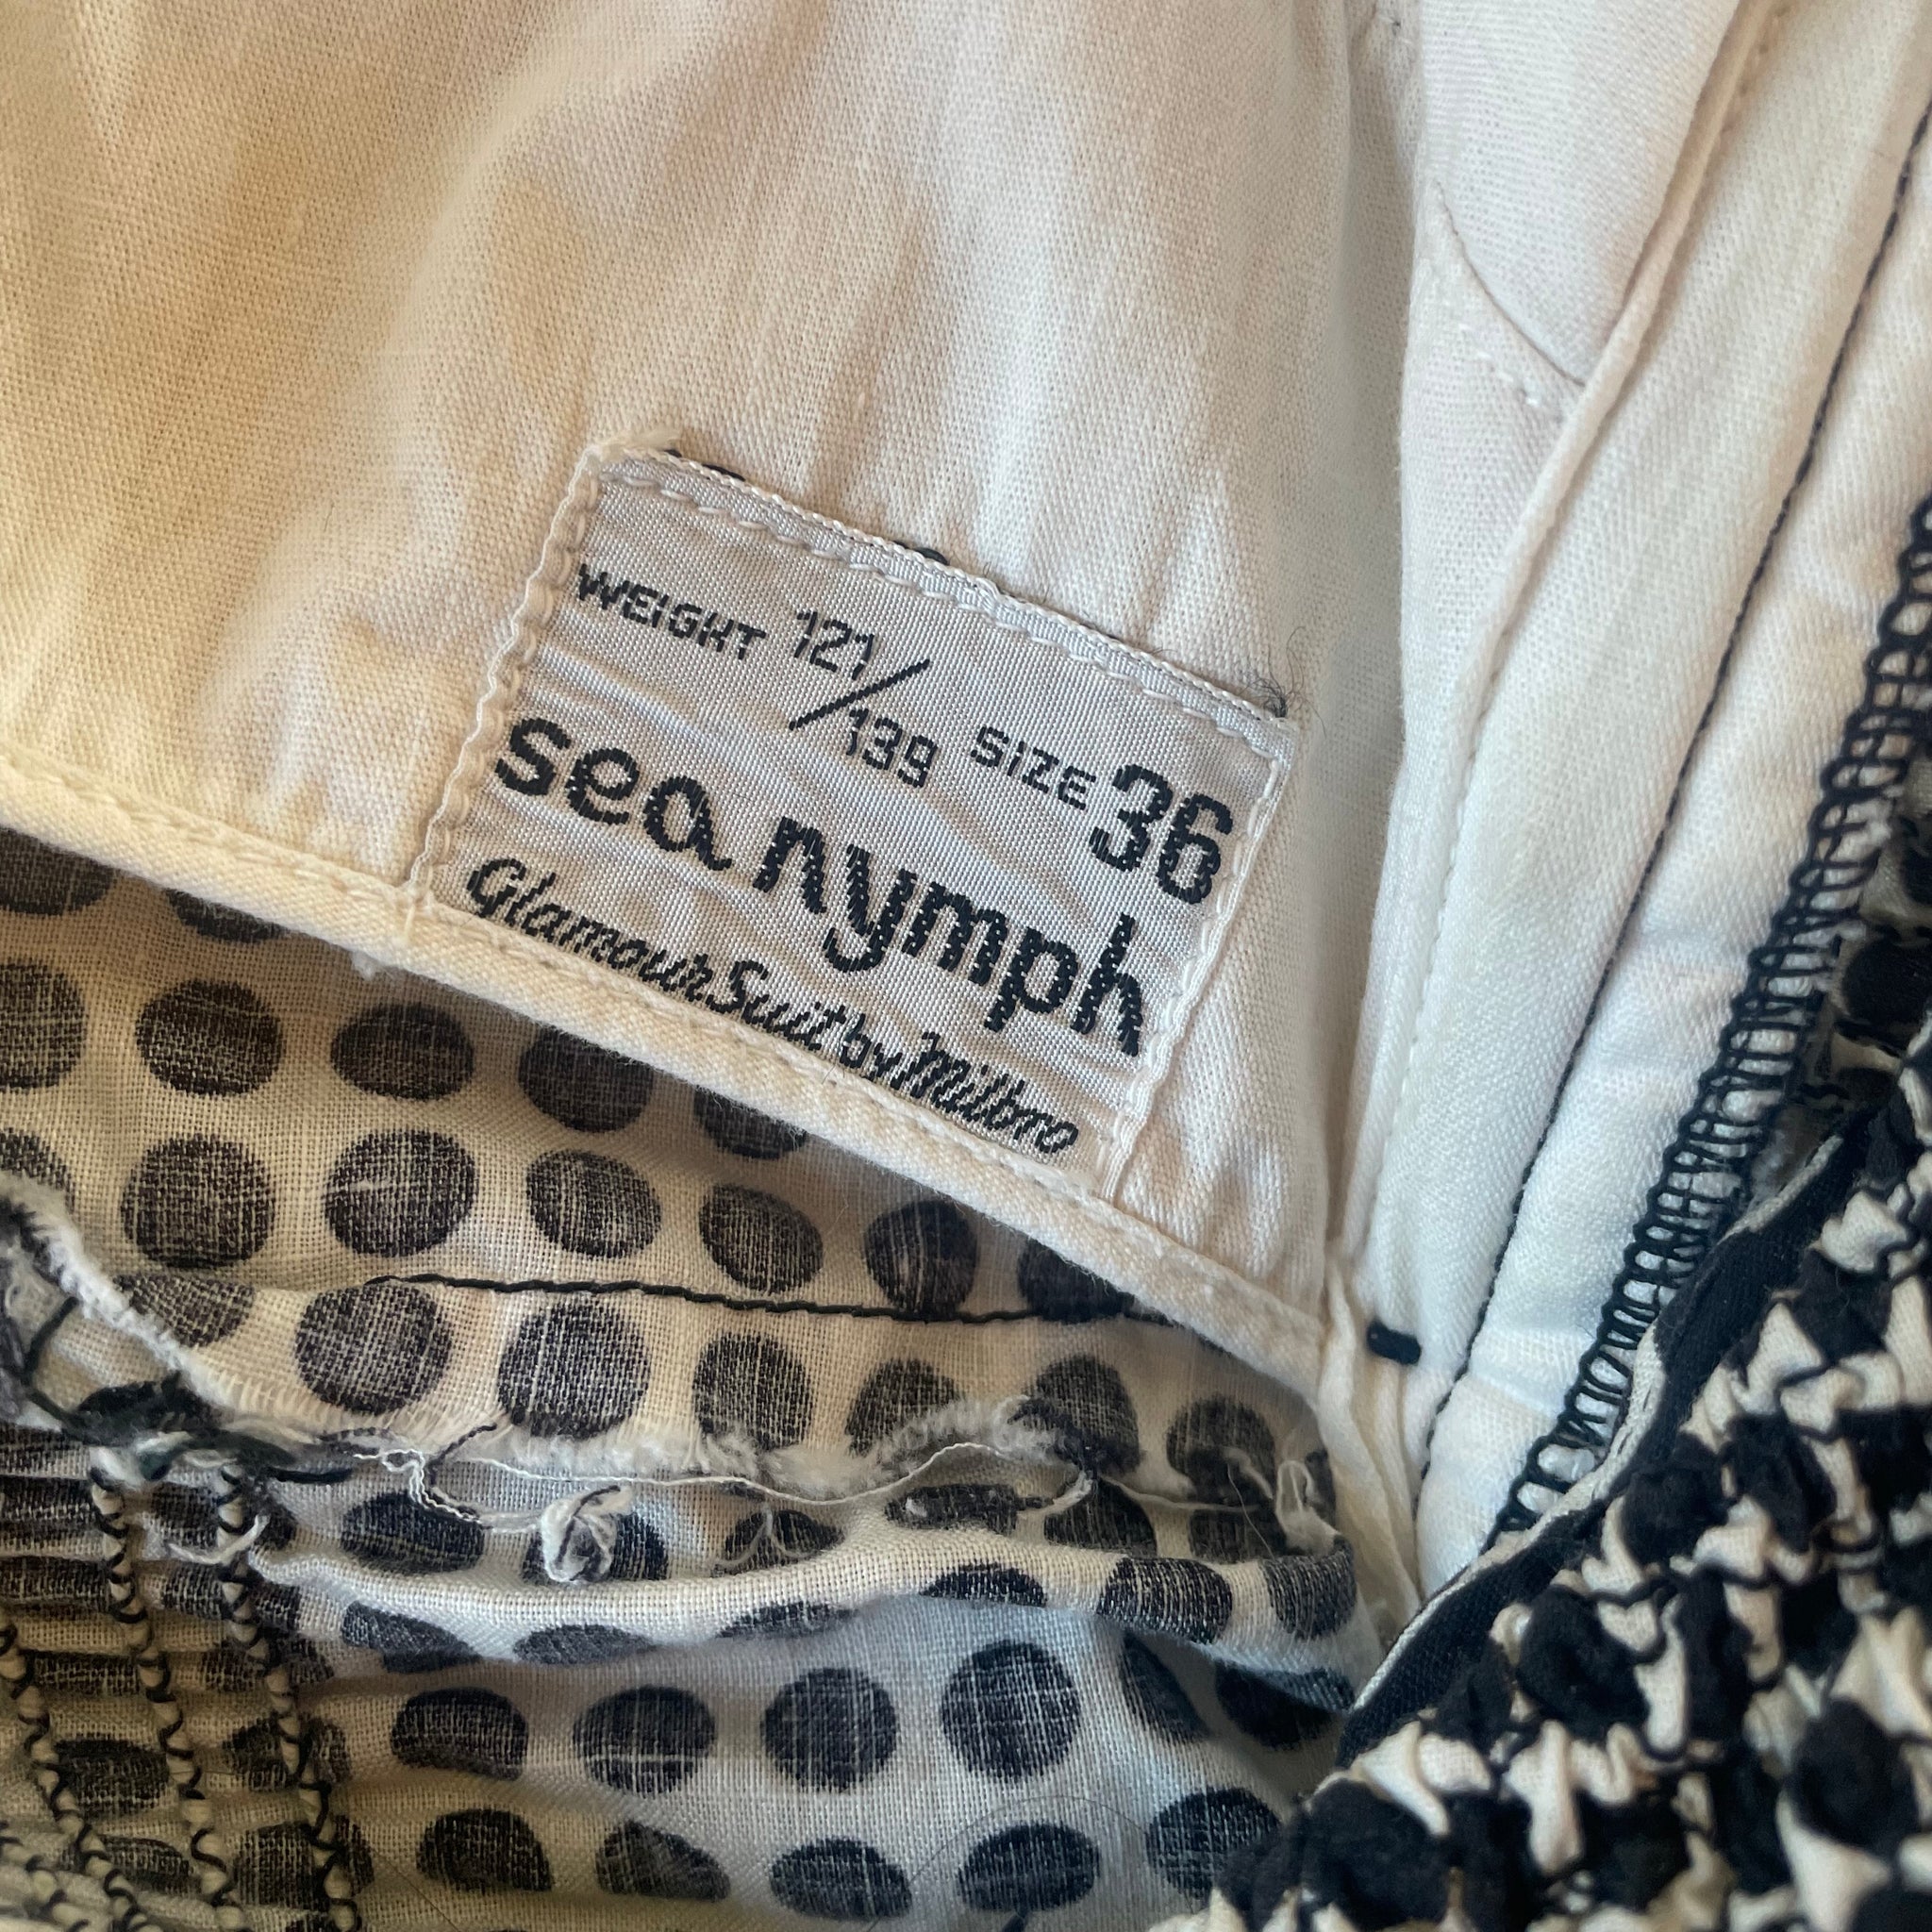 WEIGHT 121/139 SIZE 36
sea nymph
Glamour Suit by Milbro